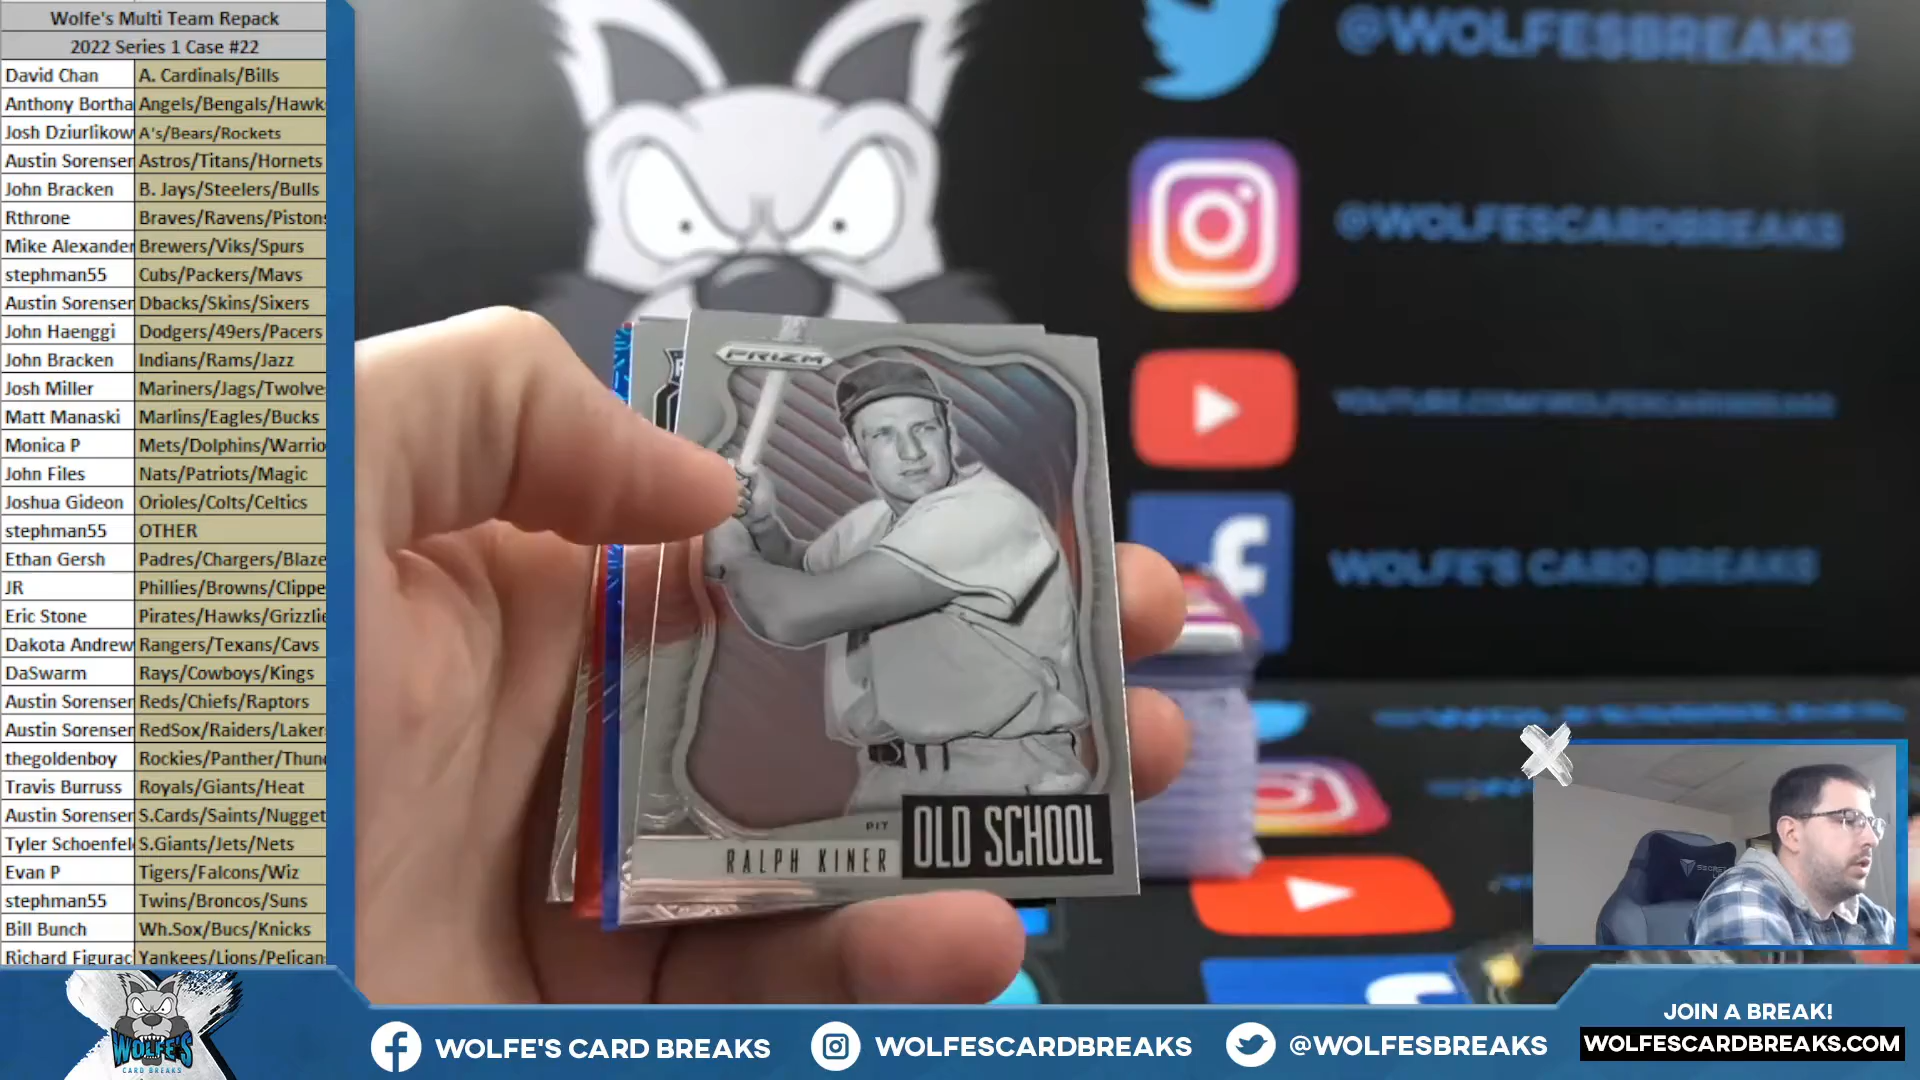 Wolfe's Multi Team Repack
2022 Series 1 Case #22
David Chan A. Cardinals/Bills
Anthony Bortha Angels/Bengals/Hawk
Josh Dziurlikow A's/Bears/Rockets
Austin Sorensen Astros/Titans/Hornets
John Bracken B. Jays/Steelers/Bulls
Rthrone Braves/Ravens/Pistons
Mike Alexander Brewers/Viks/Spurs
stephman55 Cubs/Packers/Mavs
Austin Sorensen Dbacks/Skins/Sixers
John Haenggi Dodgers/49ers/Pacers
John Bracken Indians/Rams/Jazz
Josh Miller Mariners/Jags/Twolve
Matt Manaski Marlins/Eagles/Bucks
Monica P Mets/Dolphins/Warrio
John Files Nats/Patriots/Magic
Joshua Gideon Orioles/Colts/Celtics
stephman55 OTHER
Ethan Gersh Padres/Chargers/Blaze
JR Phillies/Browns/Clippe
Eric Stone Pirates/Hawks/Grizzlie
Dakota Andrew Rangers/Texans/Cavs
DaSwarm Rays/Cowboys/Kings
Austin Sorensen Reds/Chiefs/Raptors
Austin Sorensen RedSox/Raiders/Laker
thegoldenboy Rockies/Panther/Thun
Travis Burruss Royals/Giants/Heat
Austin Sorensen S.Cards/Saints/Nugget
Tyler Schoenfel S.Giants/Jets/Nets
Evan P Tigers/Falcons/Wiz
stephman55 Twins/Broncos/Suns
Bill Bunch Wh.Sox/Bucs/Knicks
Richard Figurac Yankees/Lions/Pelican
@WOLFESBREAKS
@WOLFESCARDBREAKS
WOLFE'S CARD BREAKS
PRIZM
PIT
RALPH KINER
OLD SCHOOL
WOLFE'S
CARD BREAKS
WOLFE'S CARD BREAKS
WOLFESCARDBREAKS
@WOLFESBREAKS
JOIN A BREAK!
WOLFESCARDBREAKS.COM